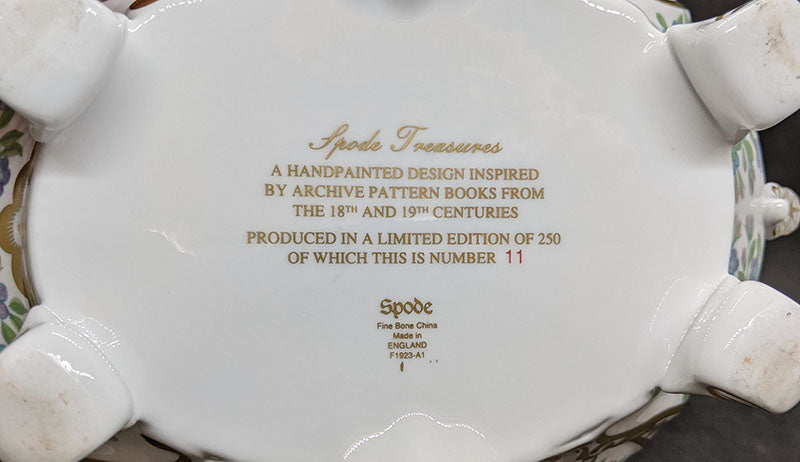 Spode Treasures
A HANDPAINTED DESIGN INSPIRED
BY ARCHIVE PATTERN BOOKS FROM
THE 18TH AND 19TH CENTURIES
PRODUCED IN A LIMITED EDITION OF 250
OF WHICH THIS IS NUMBER 11
Spode
Fine Bone China
Made in
ENGLAND
F1923-A1